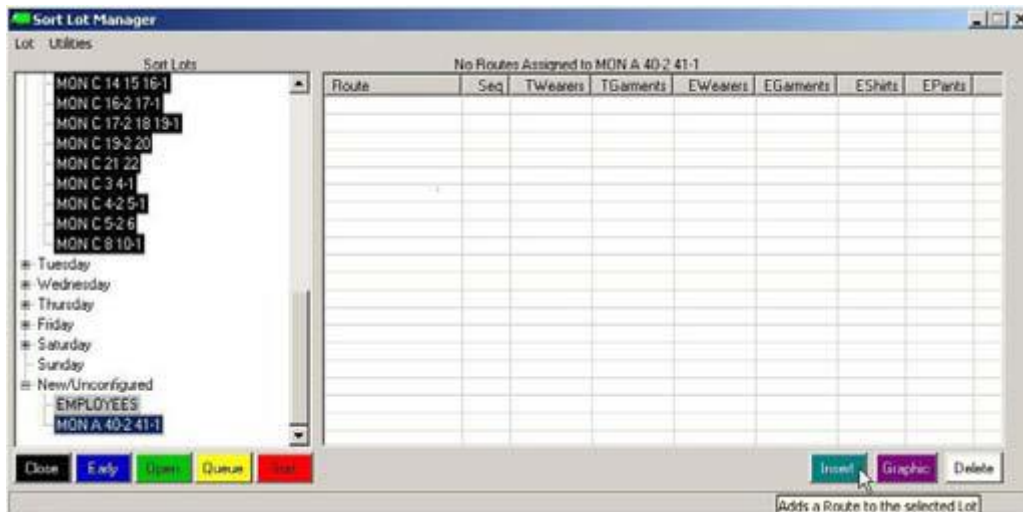 Sort Lot Manager
Lot Utilities
Sort Lots
No Routes Assigned to MON A 40-2 41-1
Route Seq TWearers TGarments EWearers EGarments EShirts EPants
MON C 14 15 16-1
MON C 16-2 17-1
MON C 17-2 18 19-1
MON C 19-2 20
MON C 21 22
MON C 3 4-1
MON C 4-2 5-1
MON C 5-2 6
MON C 8 10-1
Tuesday
Wednesday
Thursday
Friday
Saturday
Sunday
New/Unconfigured
EMPLOYEES
MON A 40-2 41-1
Close Early Open Queue Sort Insert Graphic Delete
Adds a Route to the selected Lot